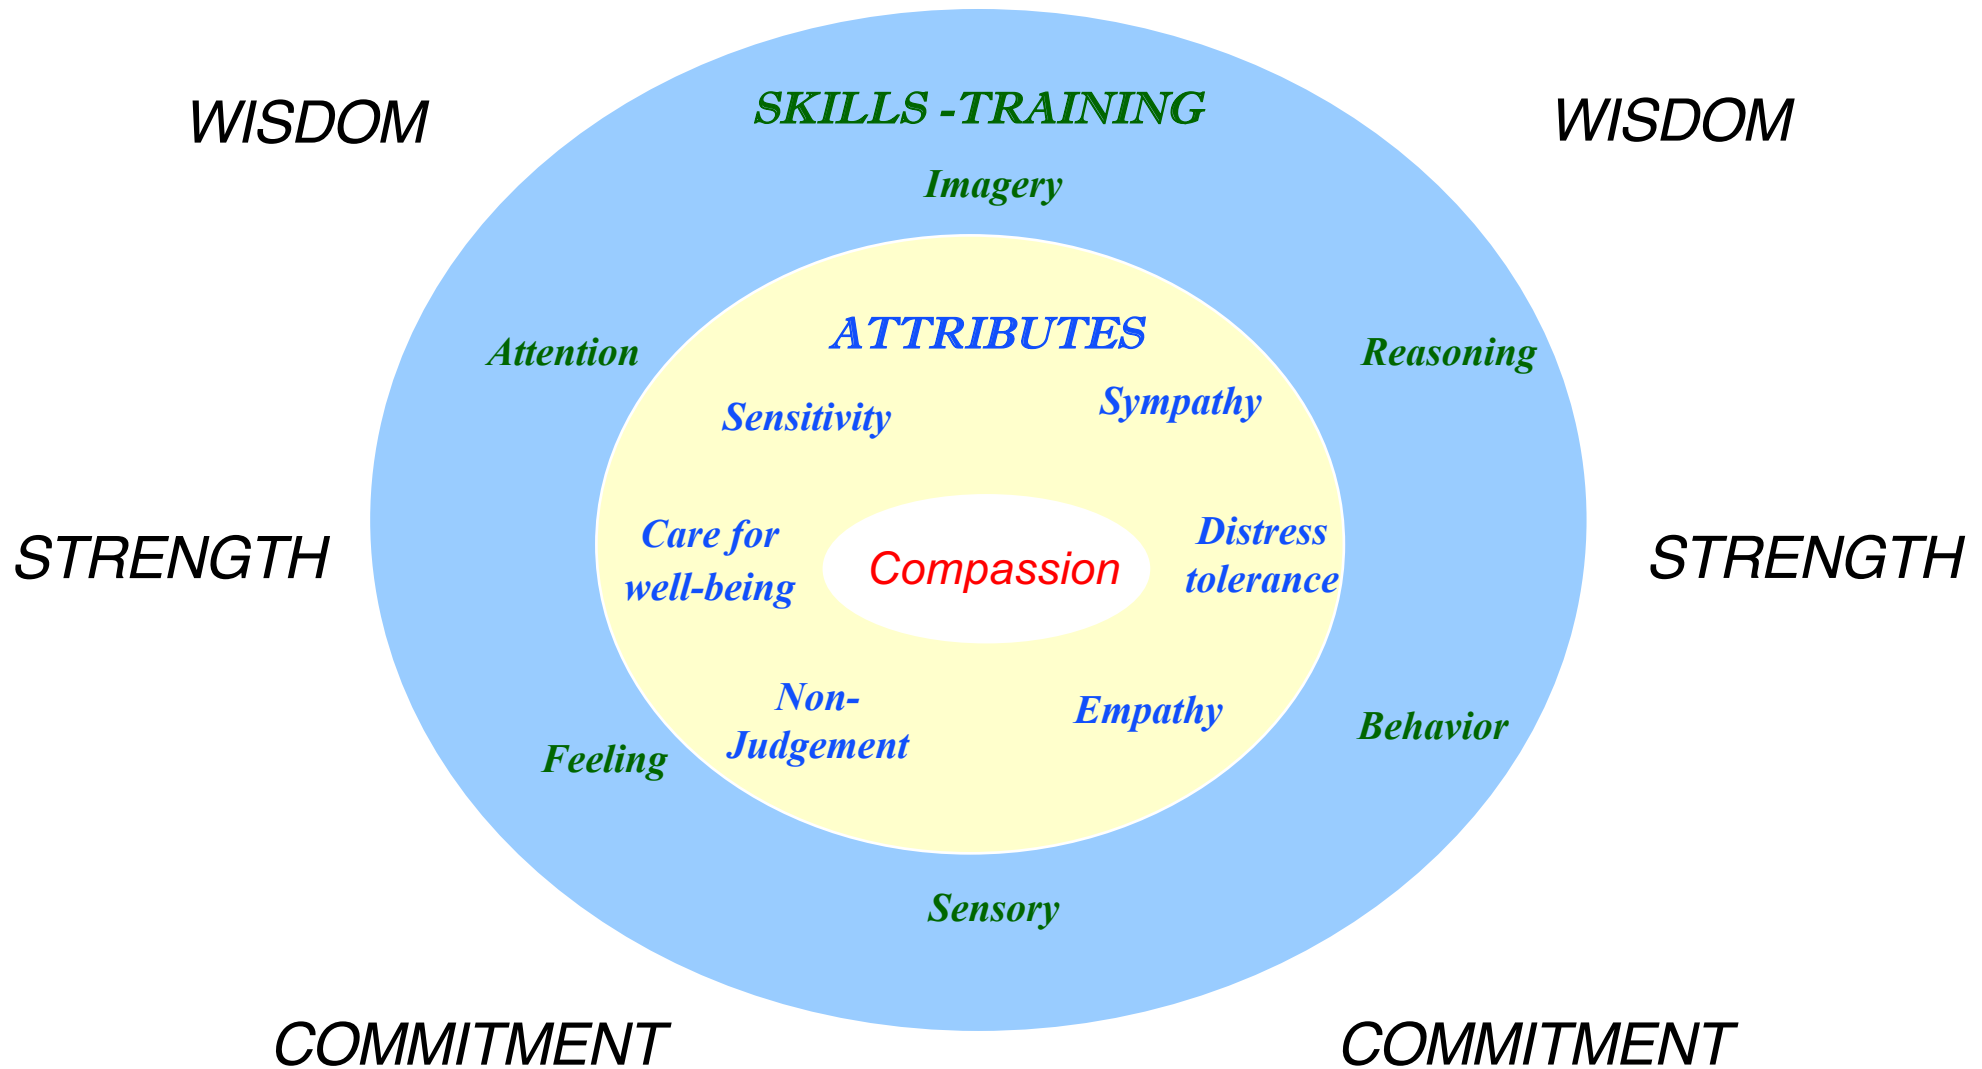 WISDOM
WISDOM
SKILLS -TRAINING
Imagery
Attention
Reasoning
ATTRIBUTES
Sensitivity
Sympathy
STRENGTH
STRENGTH
Care for
well-being
Compassion
Distress
tolerance
Non-
Judgement
Empathy
Feeling
Behavior
Sensory
COMMITMENT
COMMITMENT